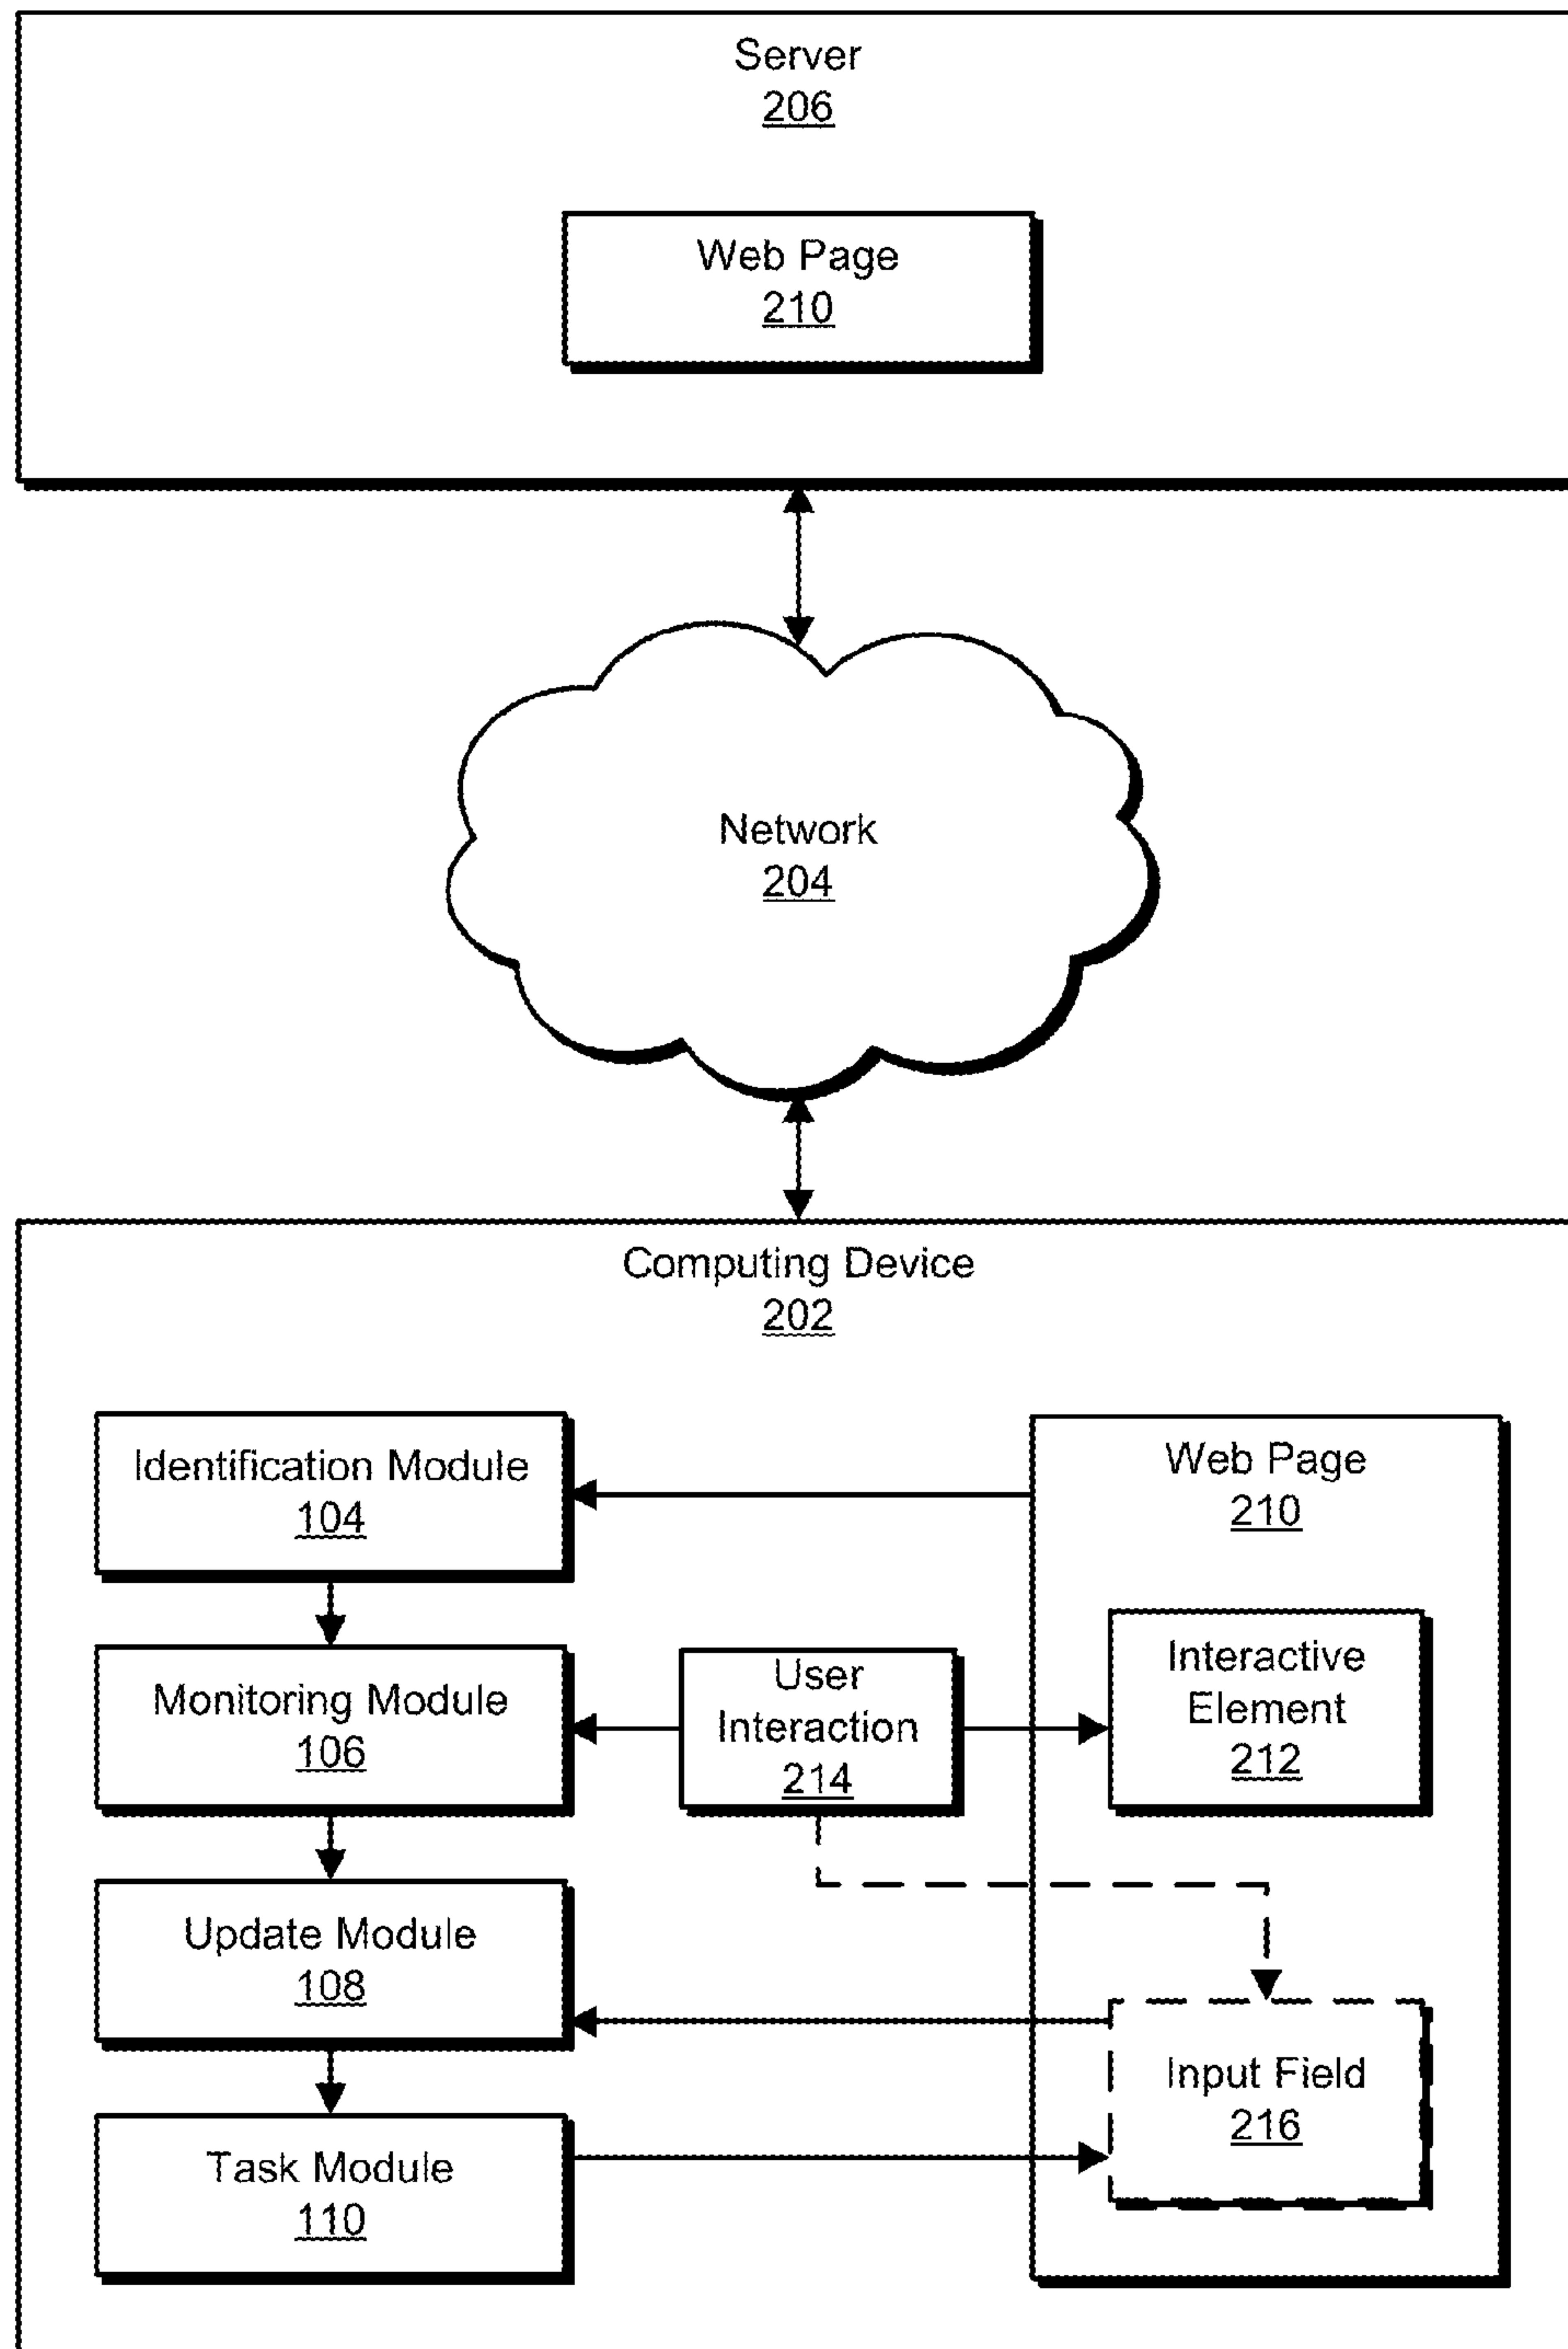 Server
206
Web Page
210
Network
204
Computing Device
202
Identification Module
104
Web Page
210
Monitoring Module
106
User
Interaction
214
Interactive
Element
212
Update Module
108
Input Field
216
Task Module
110